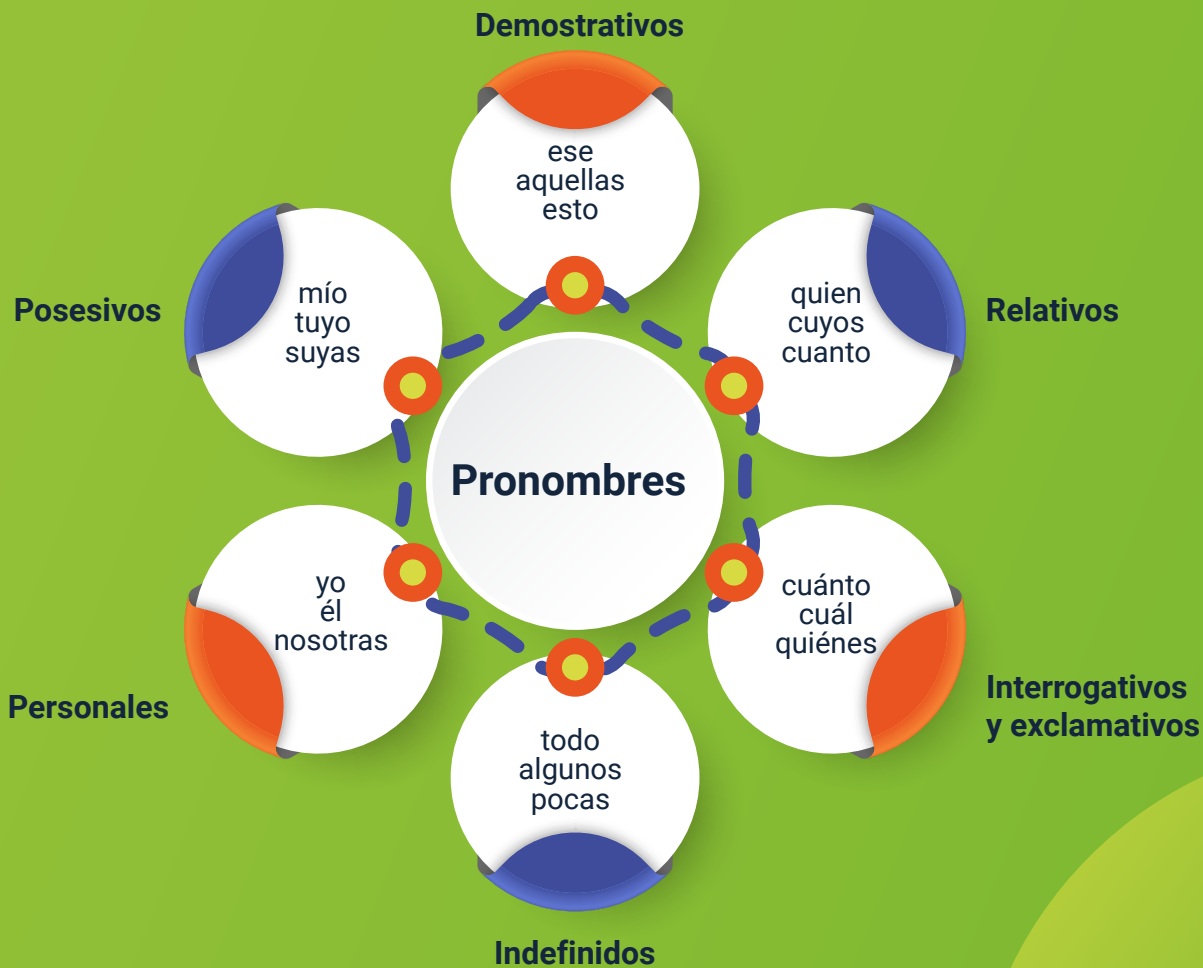 Demostrativos
ese
aquellas
esto
Posesivos
mío
tuyo
suyas
quien
cuyos
cuanto
Relativos
Pronombres
Personales
yo
él
nosotras
cuánto
cuál
quiénes
Interrogativos
y exclamativos
todo
algunos
pocas
Indefinidos